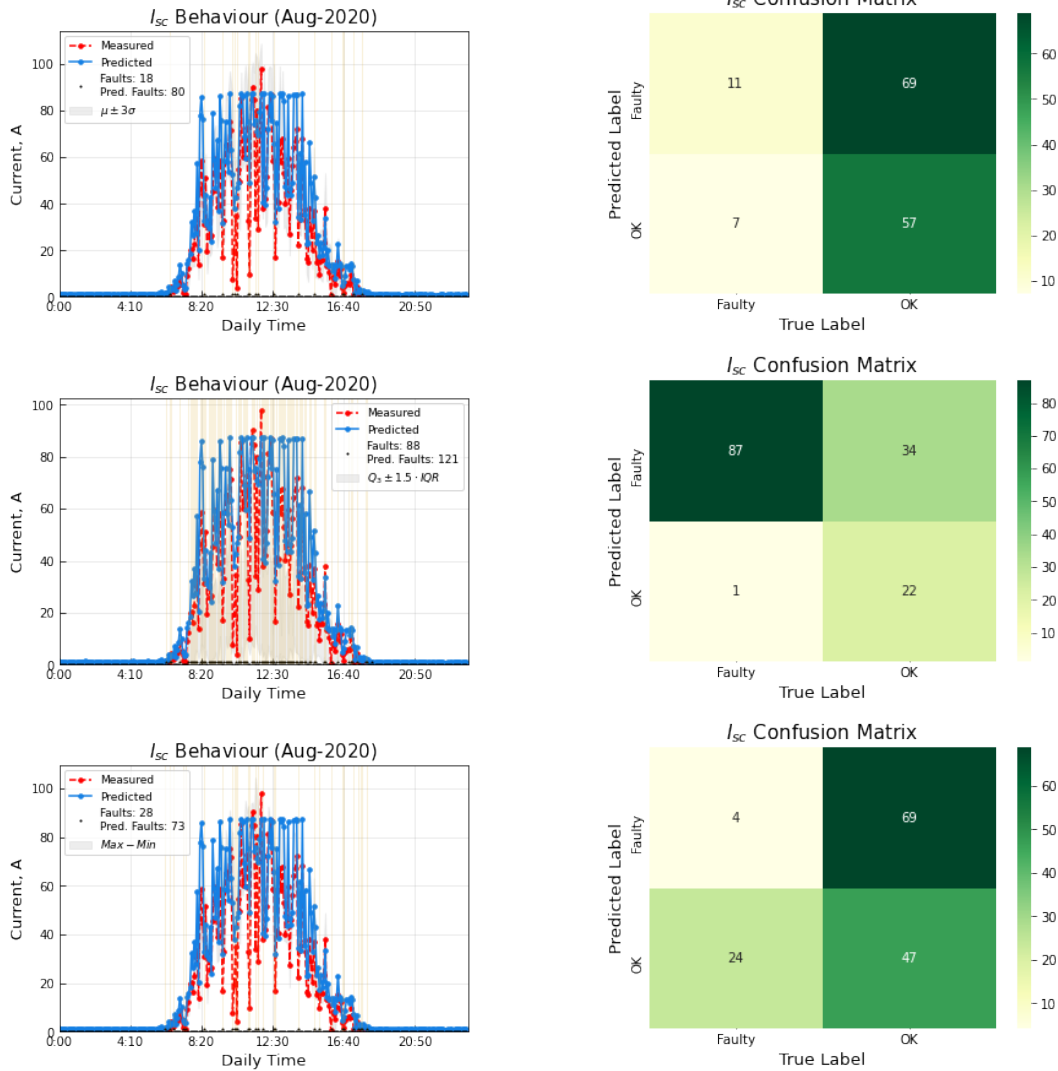 I_sc Behaviour (Aug-2020)
Measured
Predicted
Faults: 18
Pred. Faults: 80
μ ± 3σ
Current, A
100
80
60
40
20
0
0:00 4:10 8:20 12:30 16:40 20:50
Daily Time
I_sc Confusion Matrix
Predicted Label
Faulty
OK
11 69
7 57
Faulty OK
True Label
60
50
40
30
20
10
I_sc Behaviour (Aug-2020)
Measured
Predicted
Faults: 88
Pred. Faults: 121
Q_3 ± 1.5 · IQR
Current, A
100
80
60
40
20
0
0:00 4:10 8:20 12:30 16:40 20:50
Daily Time
I_sc Confusion Matrix
Predicted Label
Faulty
OK
87 34
1 22
Faulty OK
True Label
80
70
60
50
40
30
20
10
I_sc Behaviour (Aug-2020)
Measured
Predicted
Faults: 28
Pred. Faults: 73
Max − Min
Current, A
100
80
60
40
20
0
0:00 4:10 8:20 12:30 16:40 20:50
Daily Time
I_sc Confusion Matrix
Predicted Label
Faulty
OK
4 69
24 47
Faulty OK
True Label
60
50
40
30
20
10